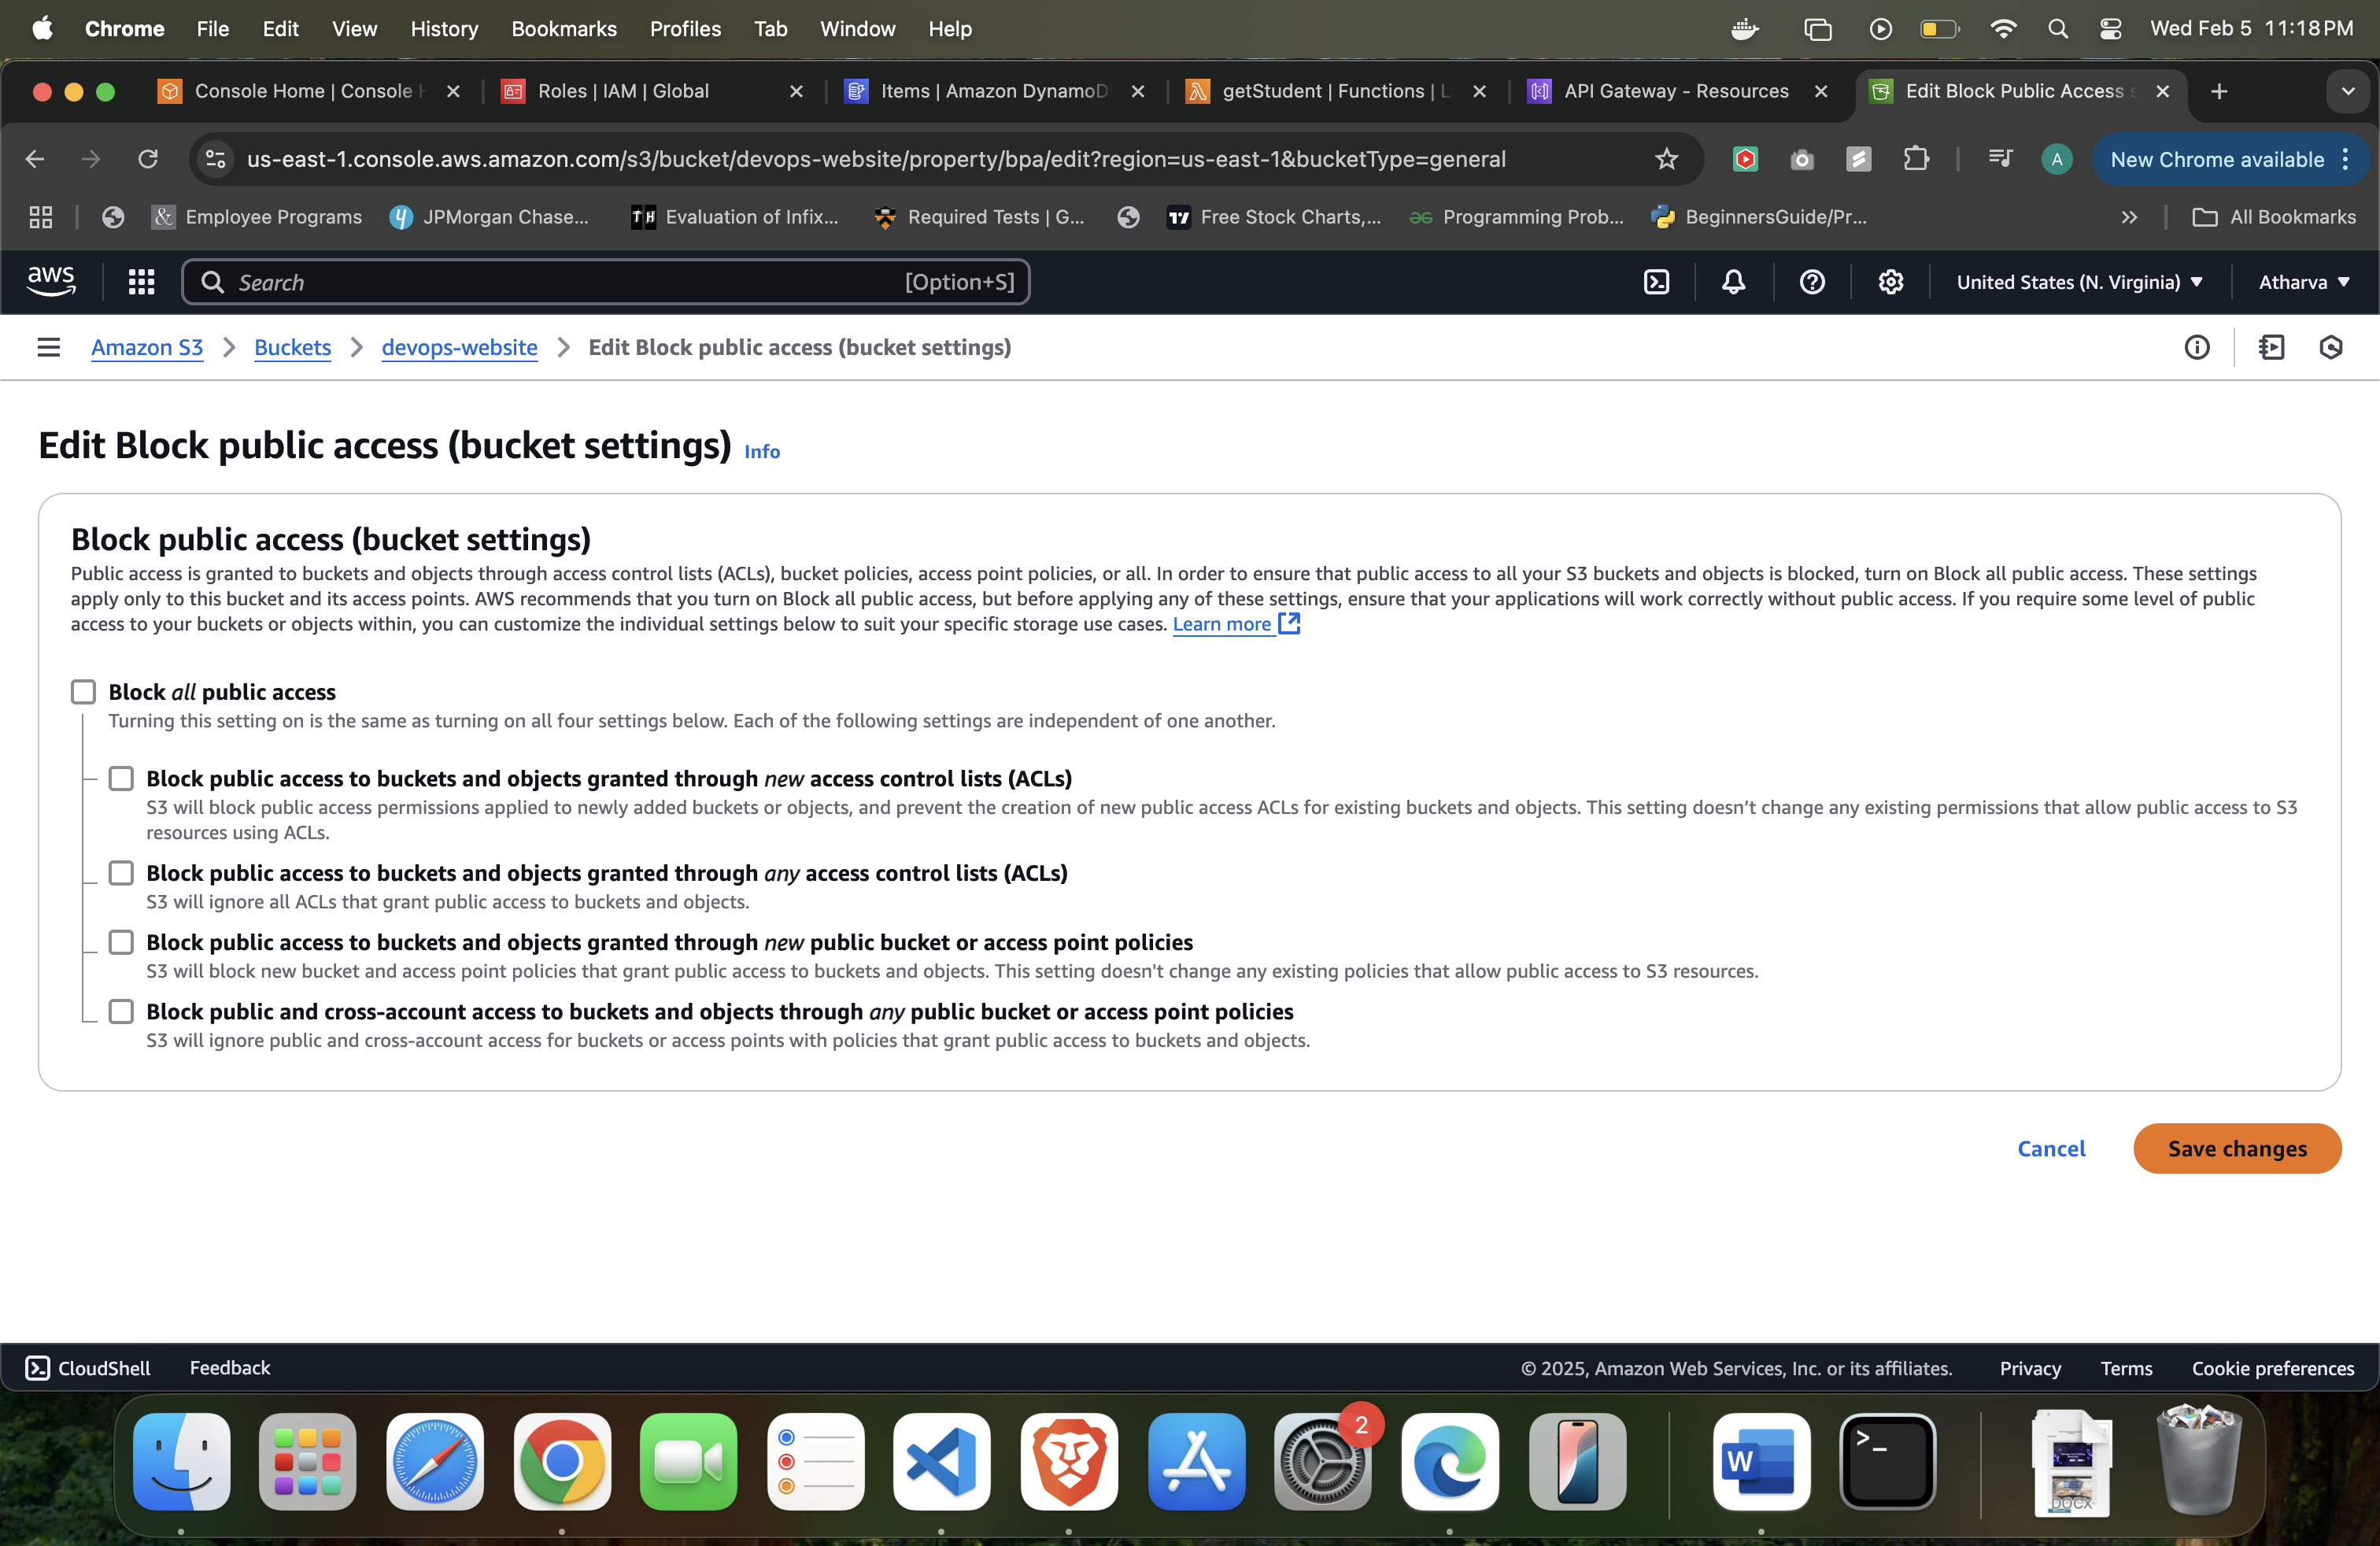 Chrome File Edit View History Bookmarks Profiles Tab Window Help Wed Feb 5 11:18 PM
Console Home | Console H Roles | IAM | Global Items | Amazon DynamoD getStudent | Functions | L API Gateway - Resources Edit Block Public Access s
us-east-1.console.aws.amazon.com/s3/bucket/devops-website/property/bpa/edit?region=us-east-1&bucketType=general A New Chrome available
Employee Programs JPMorgan Chase... Evaluation of Infix... Required Tests | G... Free Stock Charts,... Programming Prob... BeginnersGuide/Pr... All Bookmarks
aws Search [Option+S] United States (N. Virginia) Atharva
Amazon S3 Buckets devops-website Edit Block public access (bucket settings)
Edit Block public access (bucket settings) Info
Block public access (bucket settings)
Public access is granted to buckets and objects through access control lists (ACLs), bucket policies, access point policies, or all. In order to ensure that public access to all your S3 buckets and objects is blocked, turn on Block all public access. These settings
apply only to this bucket and its access points. AWS recommends that you turn on Block all public access, but before applying any of these settings, ensure that your applications will work correctly without public access. If you require some level of public
access to your buckets or objects within, you can customize the individual settings below to suit your specific storage use cases. Learn more
Block all public access
Turning this setting on is the same as turning on all four settings below. Each of the following settings are independent of one another.
Block public access to buckets and objects granted through new access control lists (ACLs)
S3 will block public access permissions applied to newly added buckets or objects, and prevent the creation of new public access ACLs for existing buckets and objects. This setting doesn’t change any existing permissions that allow public access to S3
resources using ACLs.
Block public access to buckets and objects granted through any access control lists (ACLs)
S3 will ignore all ACLs that grant public access to buckets and objects.
Block public access to buckets and objects granted through new public bucket or access point policies
S3 will block new bucket and access point policies that grant public access to buckets and objects. This setting doesn't change any existing policies that allow public access to S3 resources.
Block public and cross-account access to buckets and objects through any public bucket or access point policies
S3 will ignore public and cross-account access for buckets or access points with policies that grant public access to buckets and objects.
Cancel Save changes
CloudShell Feedback © 2025, Amazon Web Services, Inc. or its affiliates. Privacy Terms Cookie preferences
2
W
DOCX